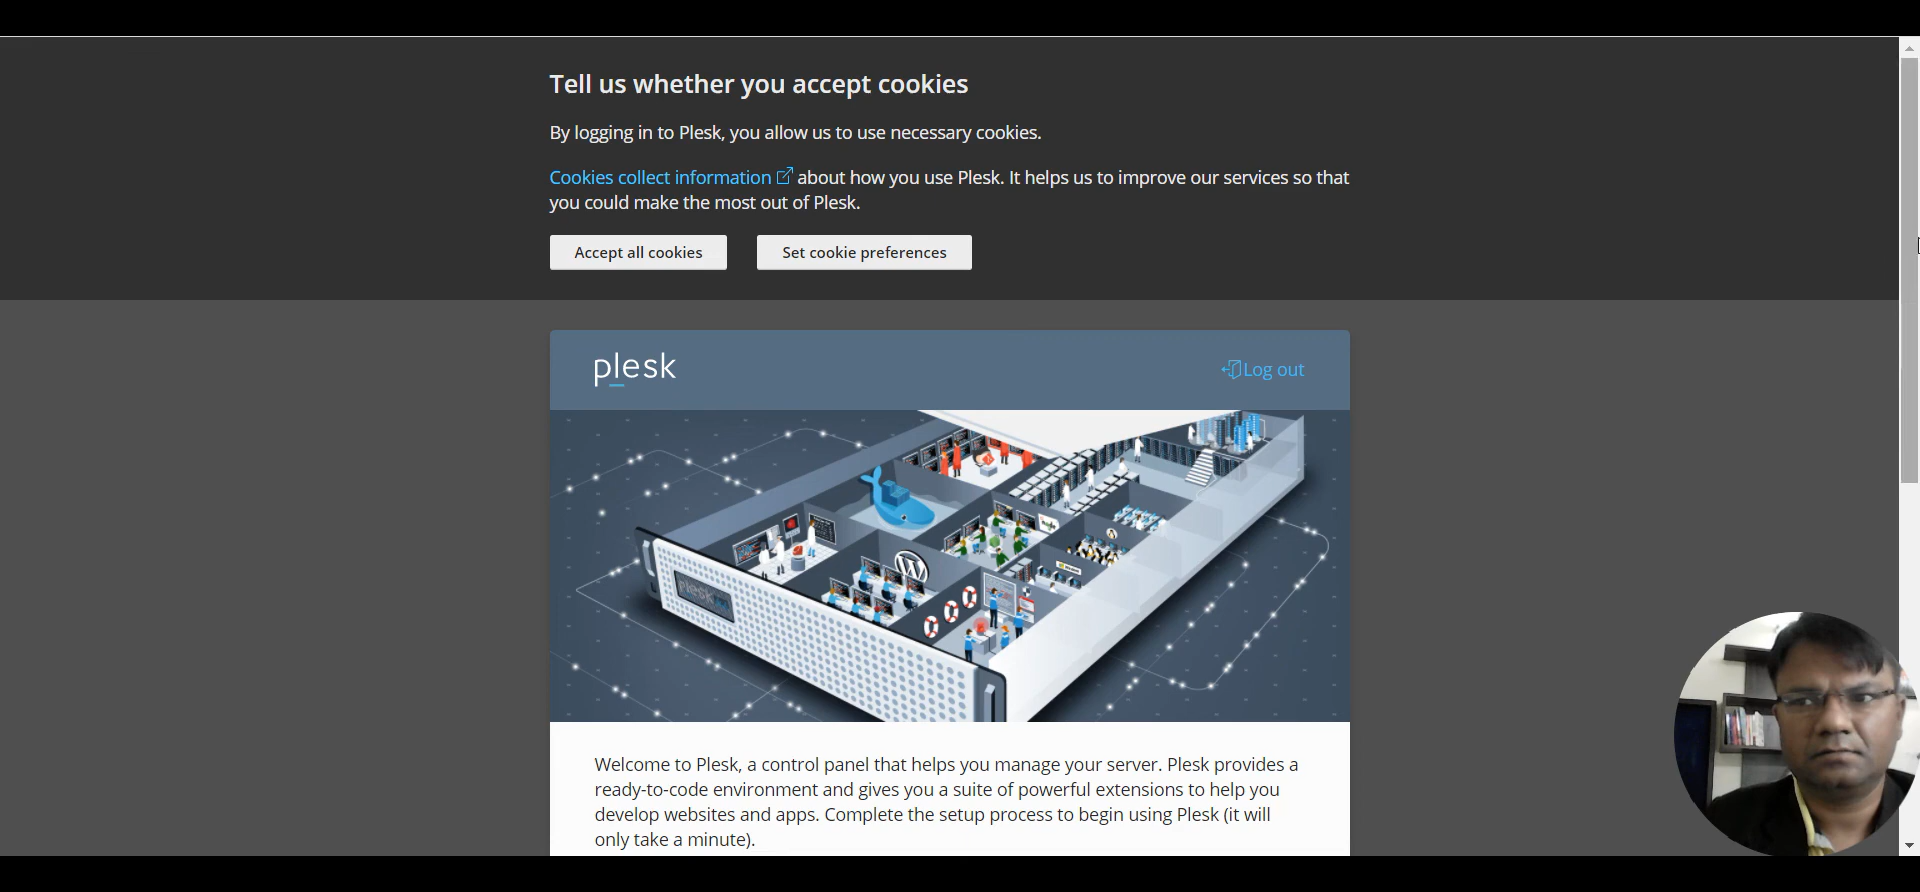 Tell us whether you accept cookies
By logging in to Plesk, you allow us to use necessary cookies.
Cookies collect information about how you use Plesk. It helps us to improve our services so that
you could make the most out of Plesk.
Accept all cookies
Set cookie preferences
plesk
Log out
plesk
Welcome to Plesk, a control panel that helps you manage your server. Plesk provides a
ready-to-code environment and gives you a suite of powerful extensions to help you
develop websites and apps. Complete the setup process to begin using Plesk (it will
only take a minute).